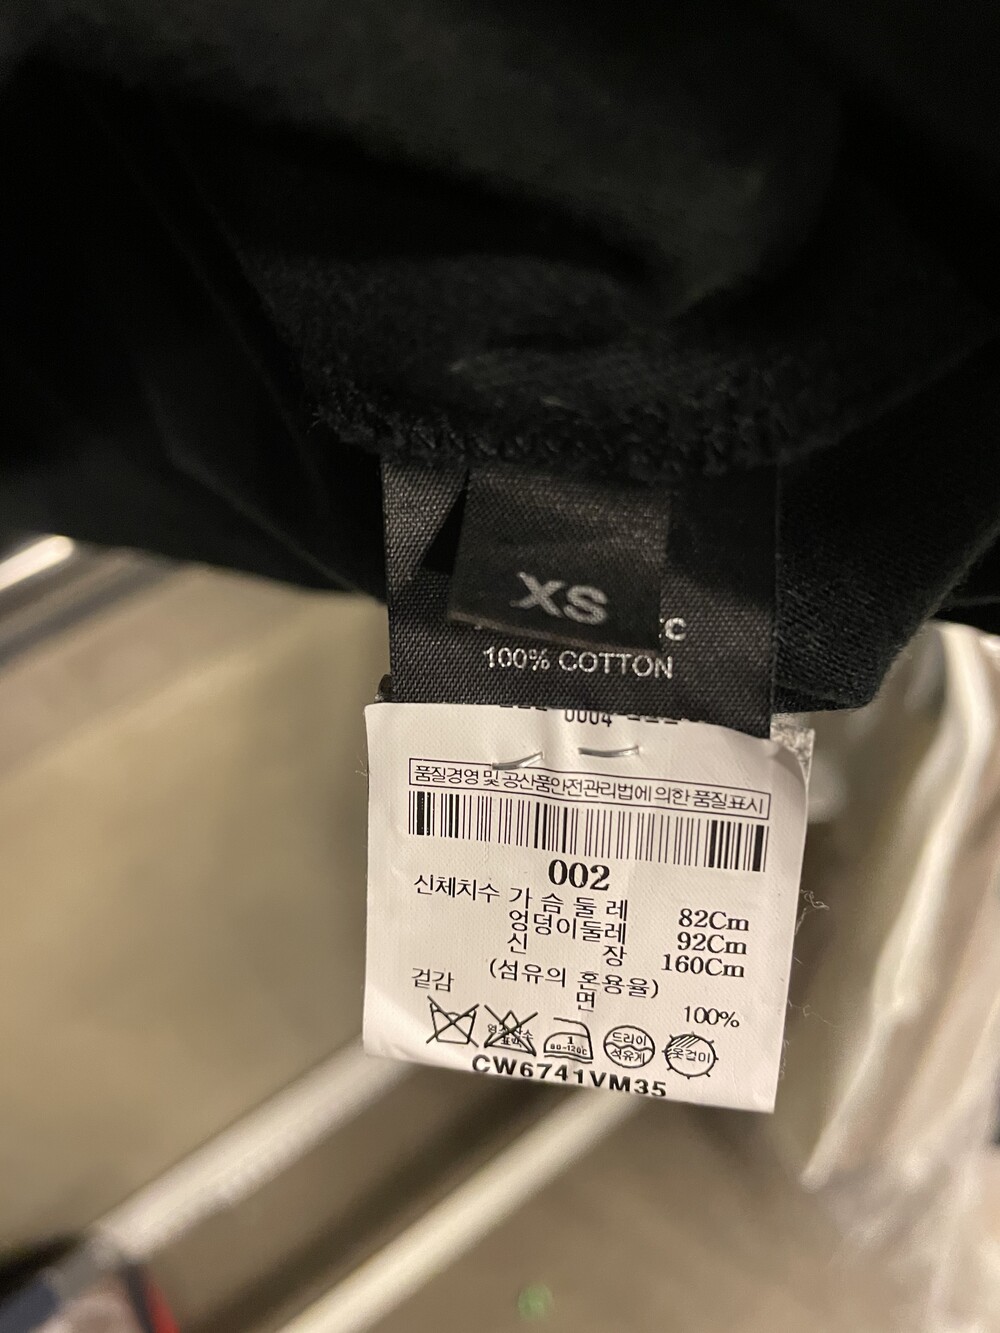 XS
100% COTTON
0004
품질경영 및 공산품안전관리법에 의한 품질표시
002
신체치수 가슴둘레 82Cm
엉덩이둘레 92Cm
신장 160Cm
(섬유의 혼용율)
겉감 면 100%
1
80-120c
드라이
석유계
옷걸이
CW6741VM35